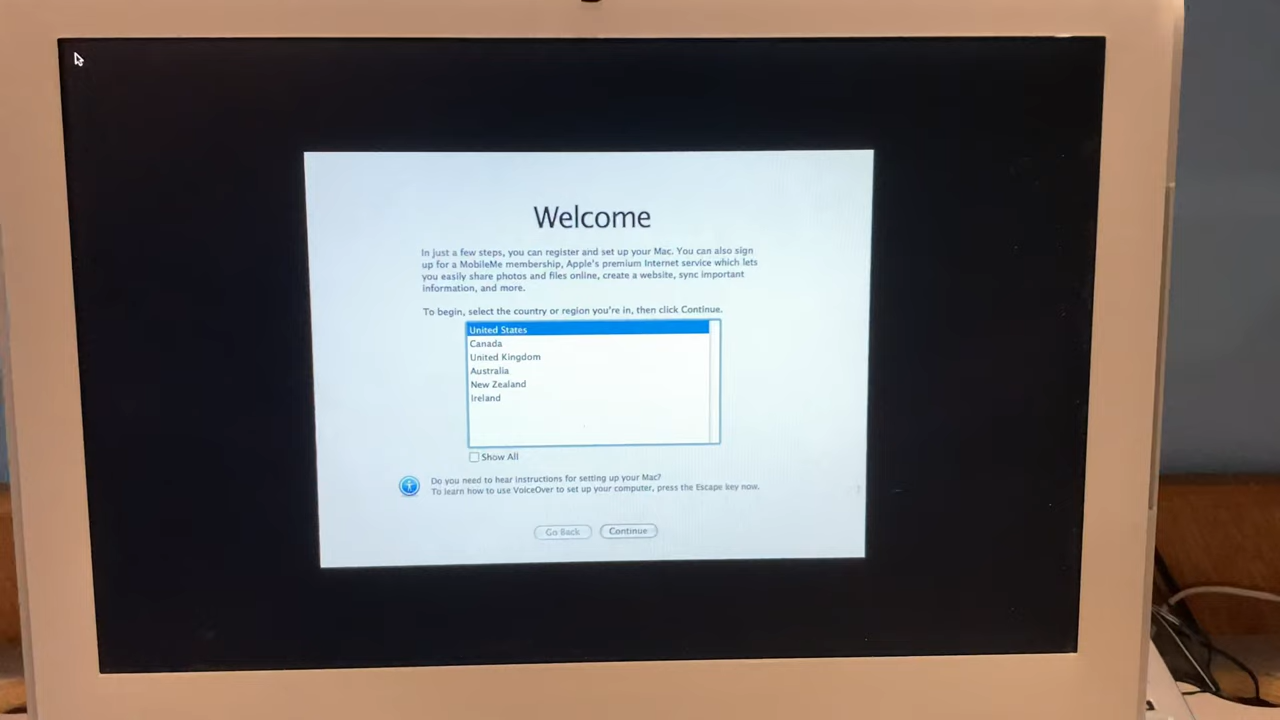 Welcome
In just a few steps, you can register and set up your Mac. You can also sign
up for a MobileMe membership, Apple's premium Internet service which lets
you easily share photos and files online, create a website, sync important
information, and more.
To begin, select the country or region you're in, then click Continue.
United States
Canada
United Kingdom
Australia
New Zealand
Ireland
Show All
Do you need to hear instructions for setting up your Mac?
To learn how to use VoiceOver to set up your computer, press the Escape key now.
Go Back
Continue